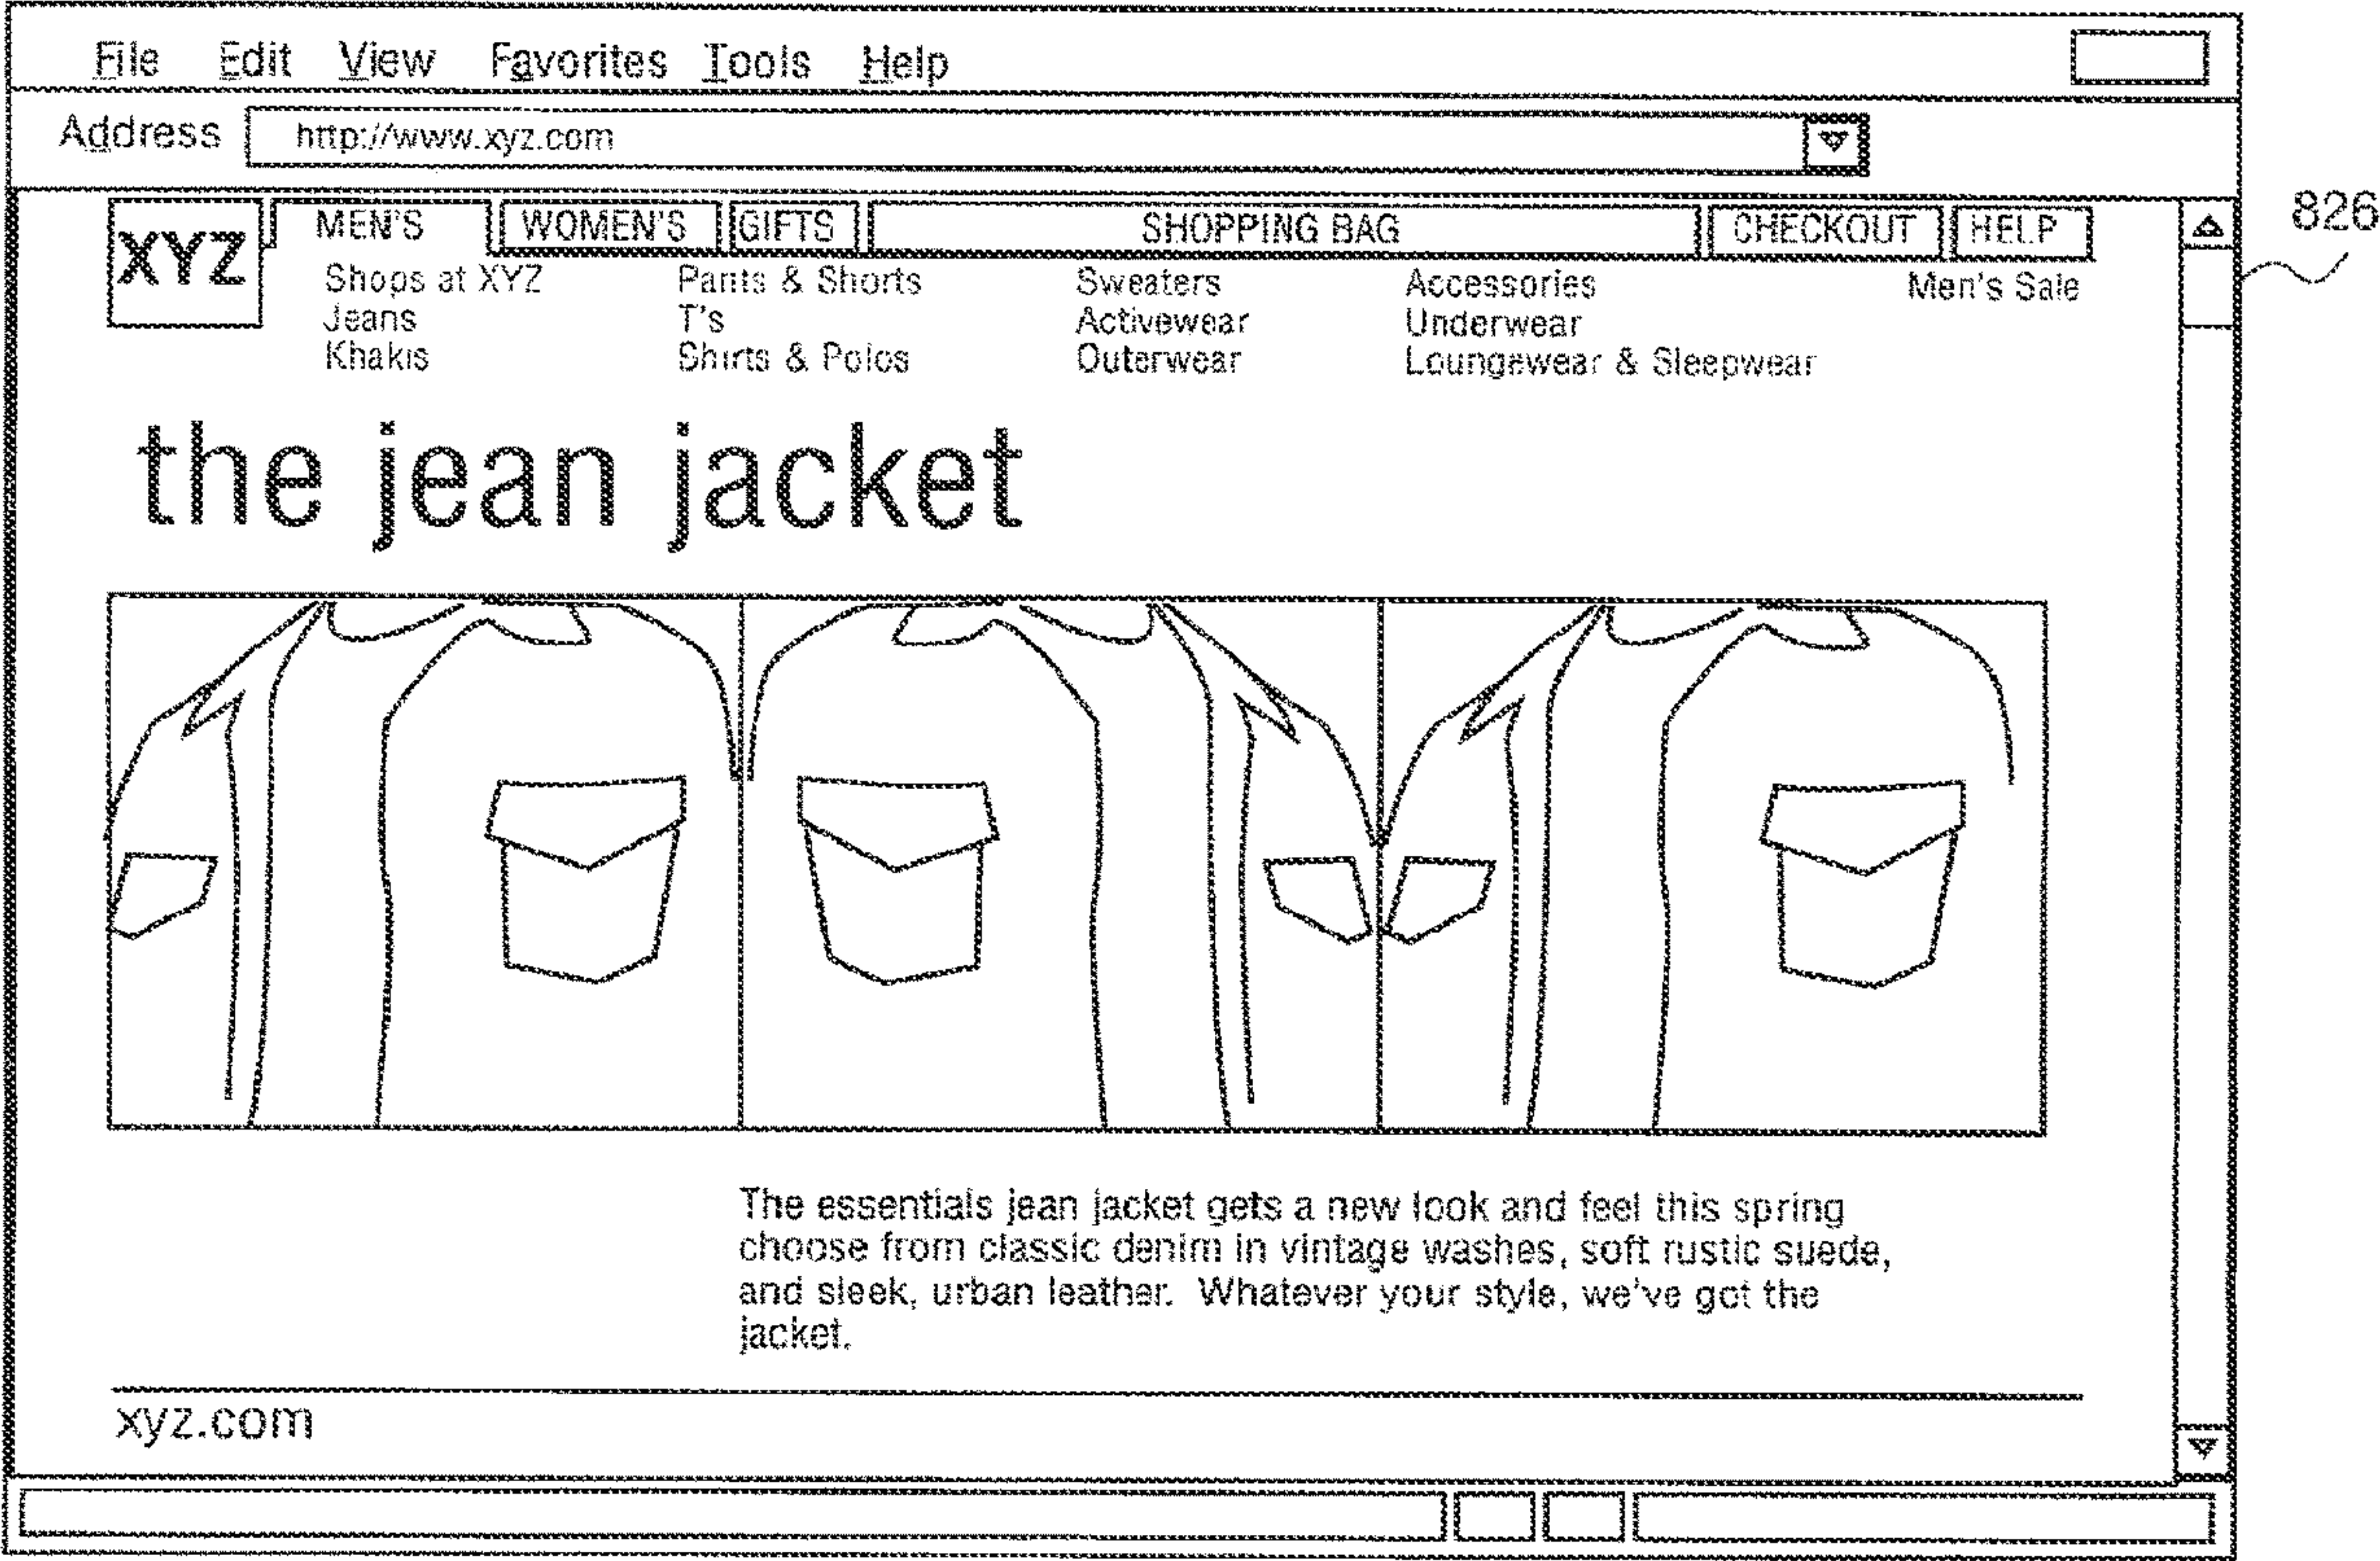 File Edit View Favorites Tools Help
Address http://www.xyz.com
826
XYZ MEN'S WOMEN'S GIFTS SHOPPING BAG CHECKOUT HELP
Shops at XYZ Pants & Shorts Sweaters Accessories Men's Sale
Jeans T's Activewear Underwear
Khakis Shirts & Polos Outerwear Loungewear & Sleepwear
the jean jacket
The essentials jean jacket gets a new look and feel this spring
choose from classic denim in vintage washes, soft rustic suede,
and sleek, urban leather. Whatever your style, we've got the
jacket.
xyz.com